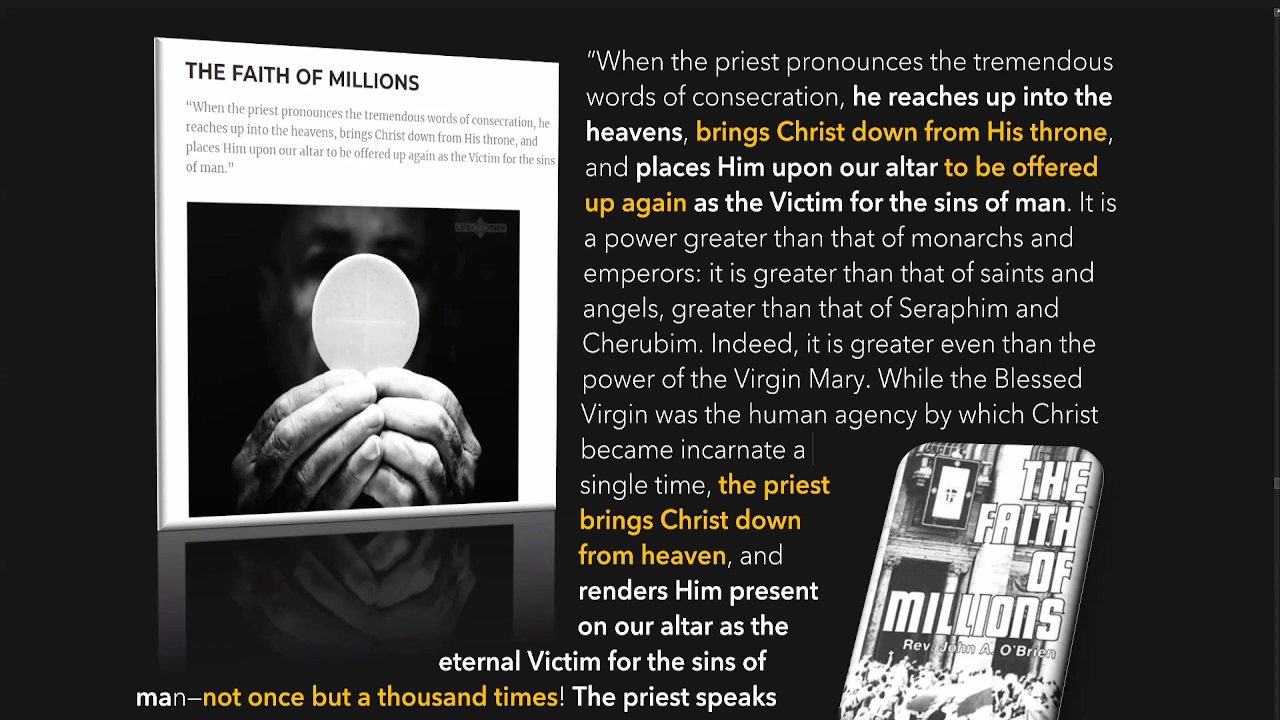 THE FAITH OF MILLIONS
“When the priest pronounces the tremendous words of consecration, he
reaches up into the heavens, brings Christ down from His throne, and
places Him upon our altar to be offered up again as the Victim for the sins
of man.”
LIFE TEEN
“When the priest pronounces the tremendous
words of consecration, he reaches up into the
heavens, brings Christ down from His throne,
and places Him upon our altar to be offered
up again as the Victim for the sins of man. It is
a power greater than that of monarchs and
emperors: it is greater than that of saints and
angels, greater than that of Seraphim and
Cherubim. Indeed, it is greater even than the
power of the Virgin Mary. While the Blessed
Virgin was the human agency by which Christ
became incarnate a
single time, the priest
brings Christ down
from heaven, and
renders Him present
on our altar as the
eternal Victim for the sins of
man–not once but a thousand times! The priest speaks
THE
FAITH
OF
MILLIONS
Rev. John A. O'Brien